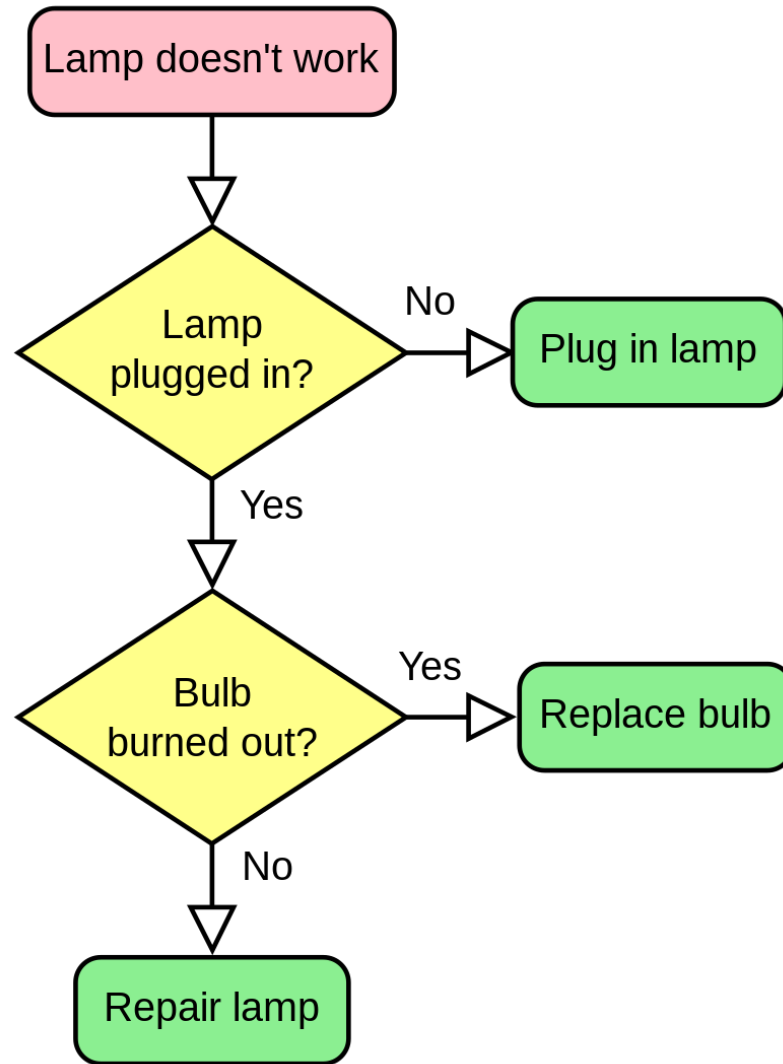 Lamp doesn't work
Lamp
plugged in?
No
Plug in lamp
Yes
Bulb
burned out?
Yes
Replace bulb
No
Repair lamp